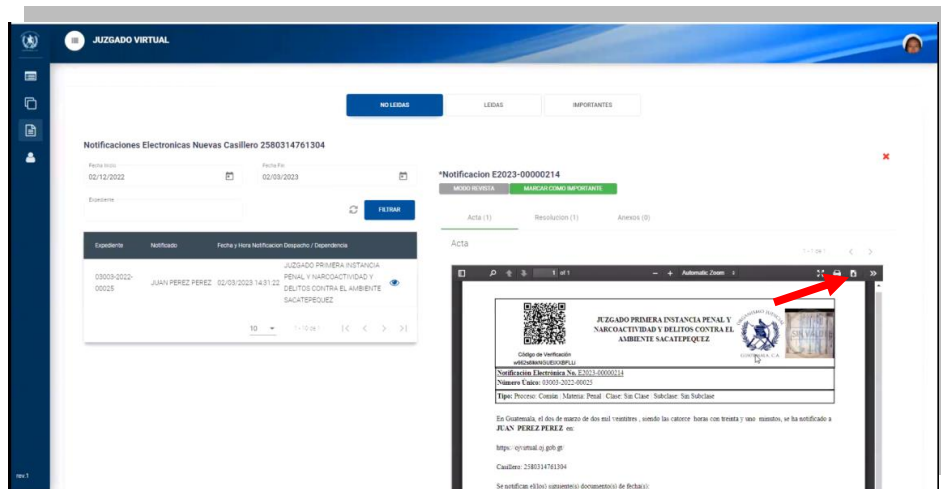 JUZGADO VIRTUAL
NO LEIDAS
LEIDAS
IMPORTANTES
Notificaciones Electronicas Nuevas Casillero 2580314761304
Fecha Inicio
02/12/2022
Fecha Fin
02/03/2023
Expediente
FILTRAR
Expediente Notificado Fecha y Hora Notificacion Despacho / Dependencia
03003-2022-00025
JUAN PEREZ PEREZ
02/03/2023 14:31:22
JUZGADO PRIMERA INSTANCIA
PENAL Y NARCOACTIVIDAD Y
DELITOS CONTRA EL AMBIENTE
SACATEPEQUEZ
10
*Notificacion E2023-00000214
MODO REVISTA
MARCAR COMO IMPORTANTE
Acta (1)
Resolucion (1)
Anexos (0)
Acta
1 of 1
Automatic Zoom
JUZGADO PRIMERA INSTANCIA PENAL Y
NARCOACTIVIDAD Y DELITOS CONTRA EL
AMBIENTE SACATEPEQUEZ
SIN VALIDEZ
GUATEMALA, C.A.
Código de Verificación
Notificación Electrónica No. E2023-00000214
Número Único: 03003-2022-00025
Tipo: Proceso: Común Materia: Penal Clase: Sin Clase Subclase: Sin Subclase
En Guatemala, el dos de marzo de dos mil veintitres , siendo las catorce horas con treinta y uno minutos, se ha notificado a
JUAN PEREZ PEREZ en:
https://ejvirtual.oj.gob.gt/
Casillero: 2580314761304
Se notifican el(los) siguiente(s) documento(s) de fecha(s):
rev.1